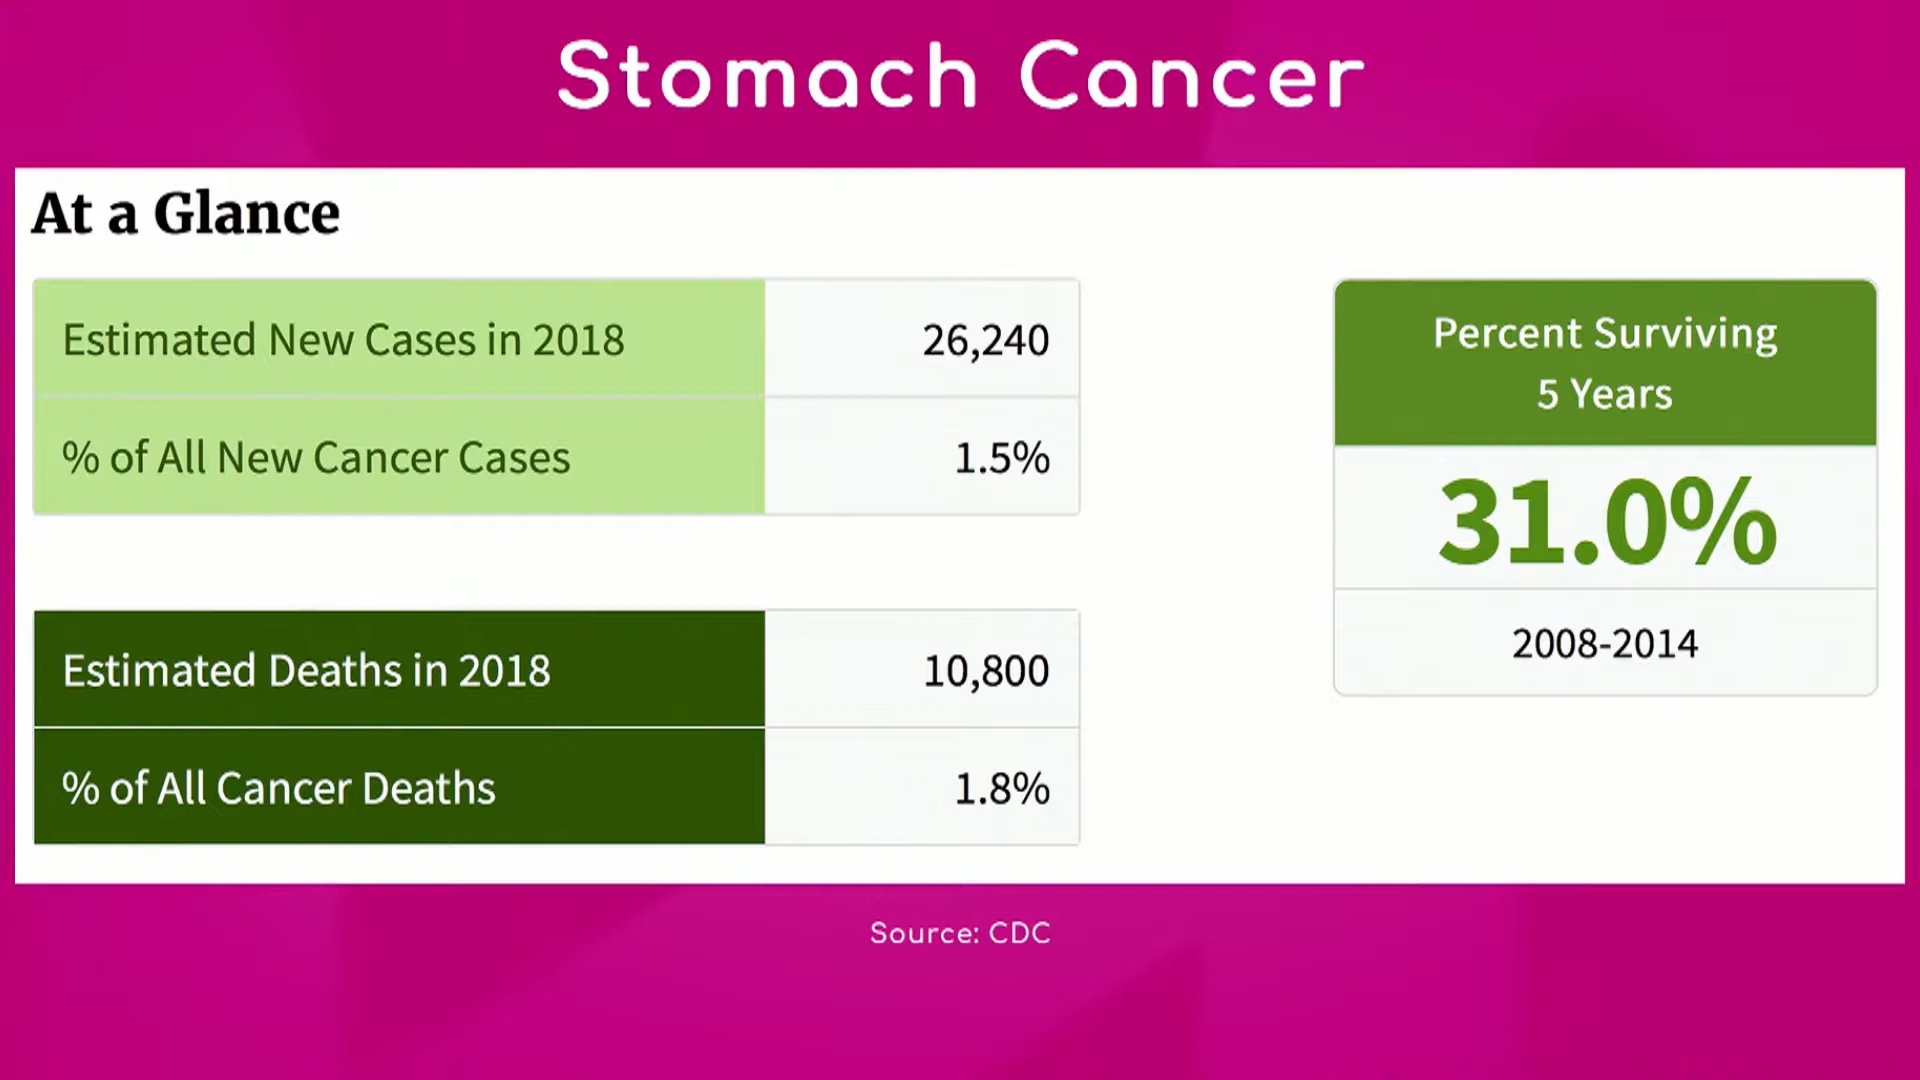 Stomach Cancer
At a Glance
Estimated New Cases in 2018 26,240
% of All New Cancer Cases 1.5%
Estimated Deaths in 2018 10,800
% of All Cancer Deaths 1.8%
Percent Surviving
5 Years
31.0%
2008-2014
Source: CDC